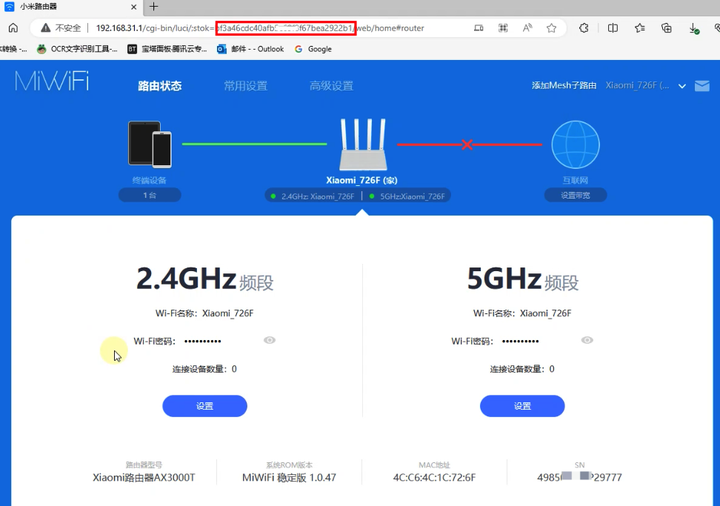 小米路由器
不安全 192.168.31.1/cgi-bin/luci/;stok=ef3a46cdc40afb f67bea2922b1/web/home#router
转换 -... OCR文字识别工具-... 宝塔面板-腾讯云专... 邮件 - - Outlook Google
MiWiFi 路由状态 常用设置 高级设置 添加Mesh子路由 Xiaomi_726F (...
终端设备 Xiaomi_726F (家) 互联网
1 台 2.4GHz: Xiaomi_726F | 5GHz:Xiaomi_726F 设置带宽
2.4GHz 频段 5GHz 频段
Wi-Fi名称: Xiaomi_726F Wi-Fi名称: Xiaomi_726F
Wi-Fi密码: •••••••••• Wi-Fi密码: ••••••••••
连接设备数量: 0 连接设备数量: 0
设置 设置
路由器型号 系统ROM版本 MAC地址 SN
Xiaomi路由器AX3000T MiWiFi 稳定版 1.0.47 4C:C6:4C:1C:72:6F 4985 P29777